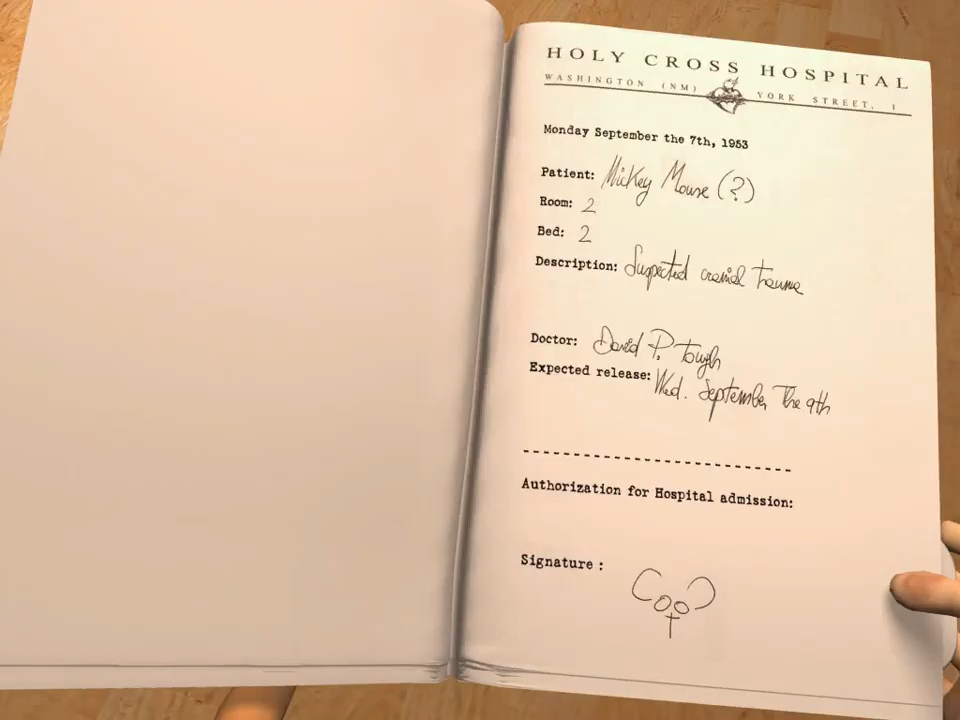 HOLY CROSS HOSPITAL
WASHINGTON (NM) YORK STREET, 1
Monday September the 7th, 1953
Patient: Mickey Mouse (?)
Room: 2
Bed: 2
Description: Suspected cranial trauma
Doctor: David P. Tough
Expected release: Wed. September The 9th
---------------------------
Authorization for Hospital admission:
Signature :